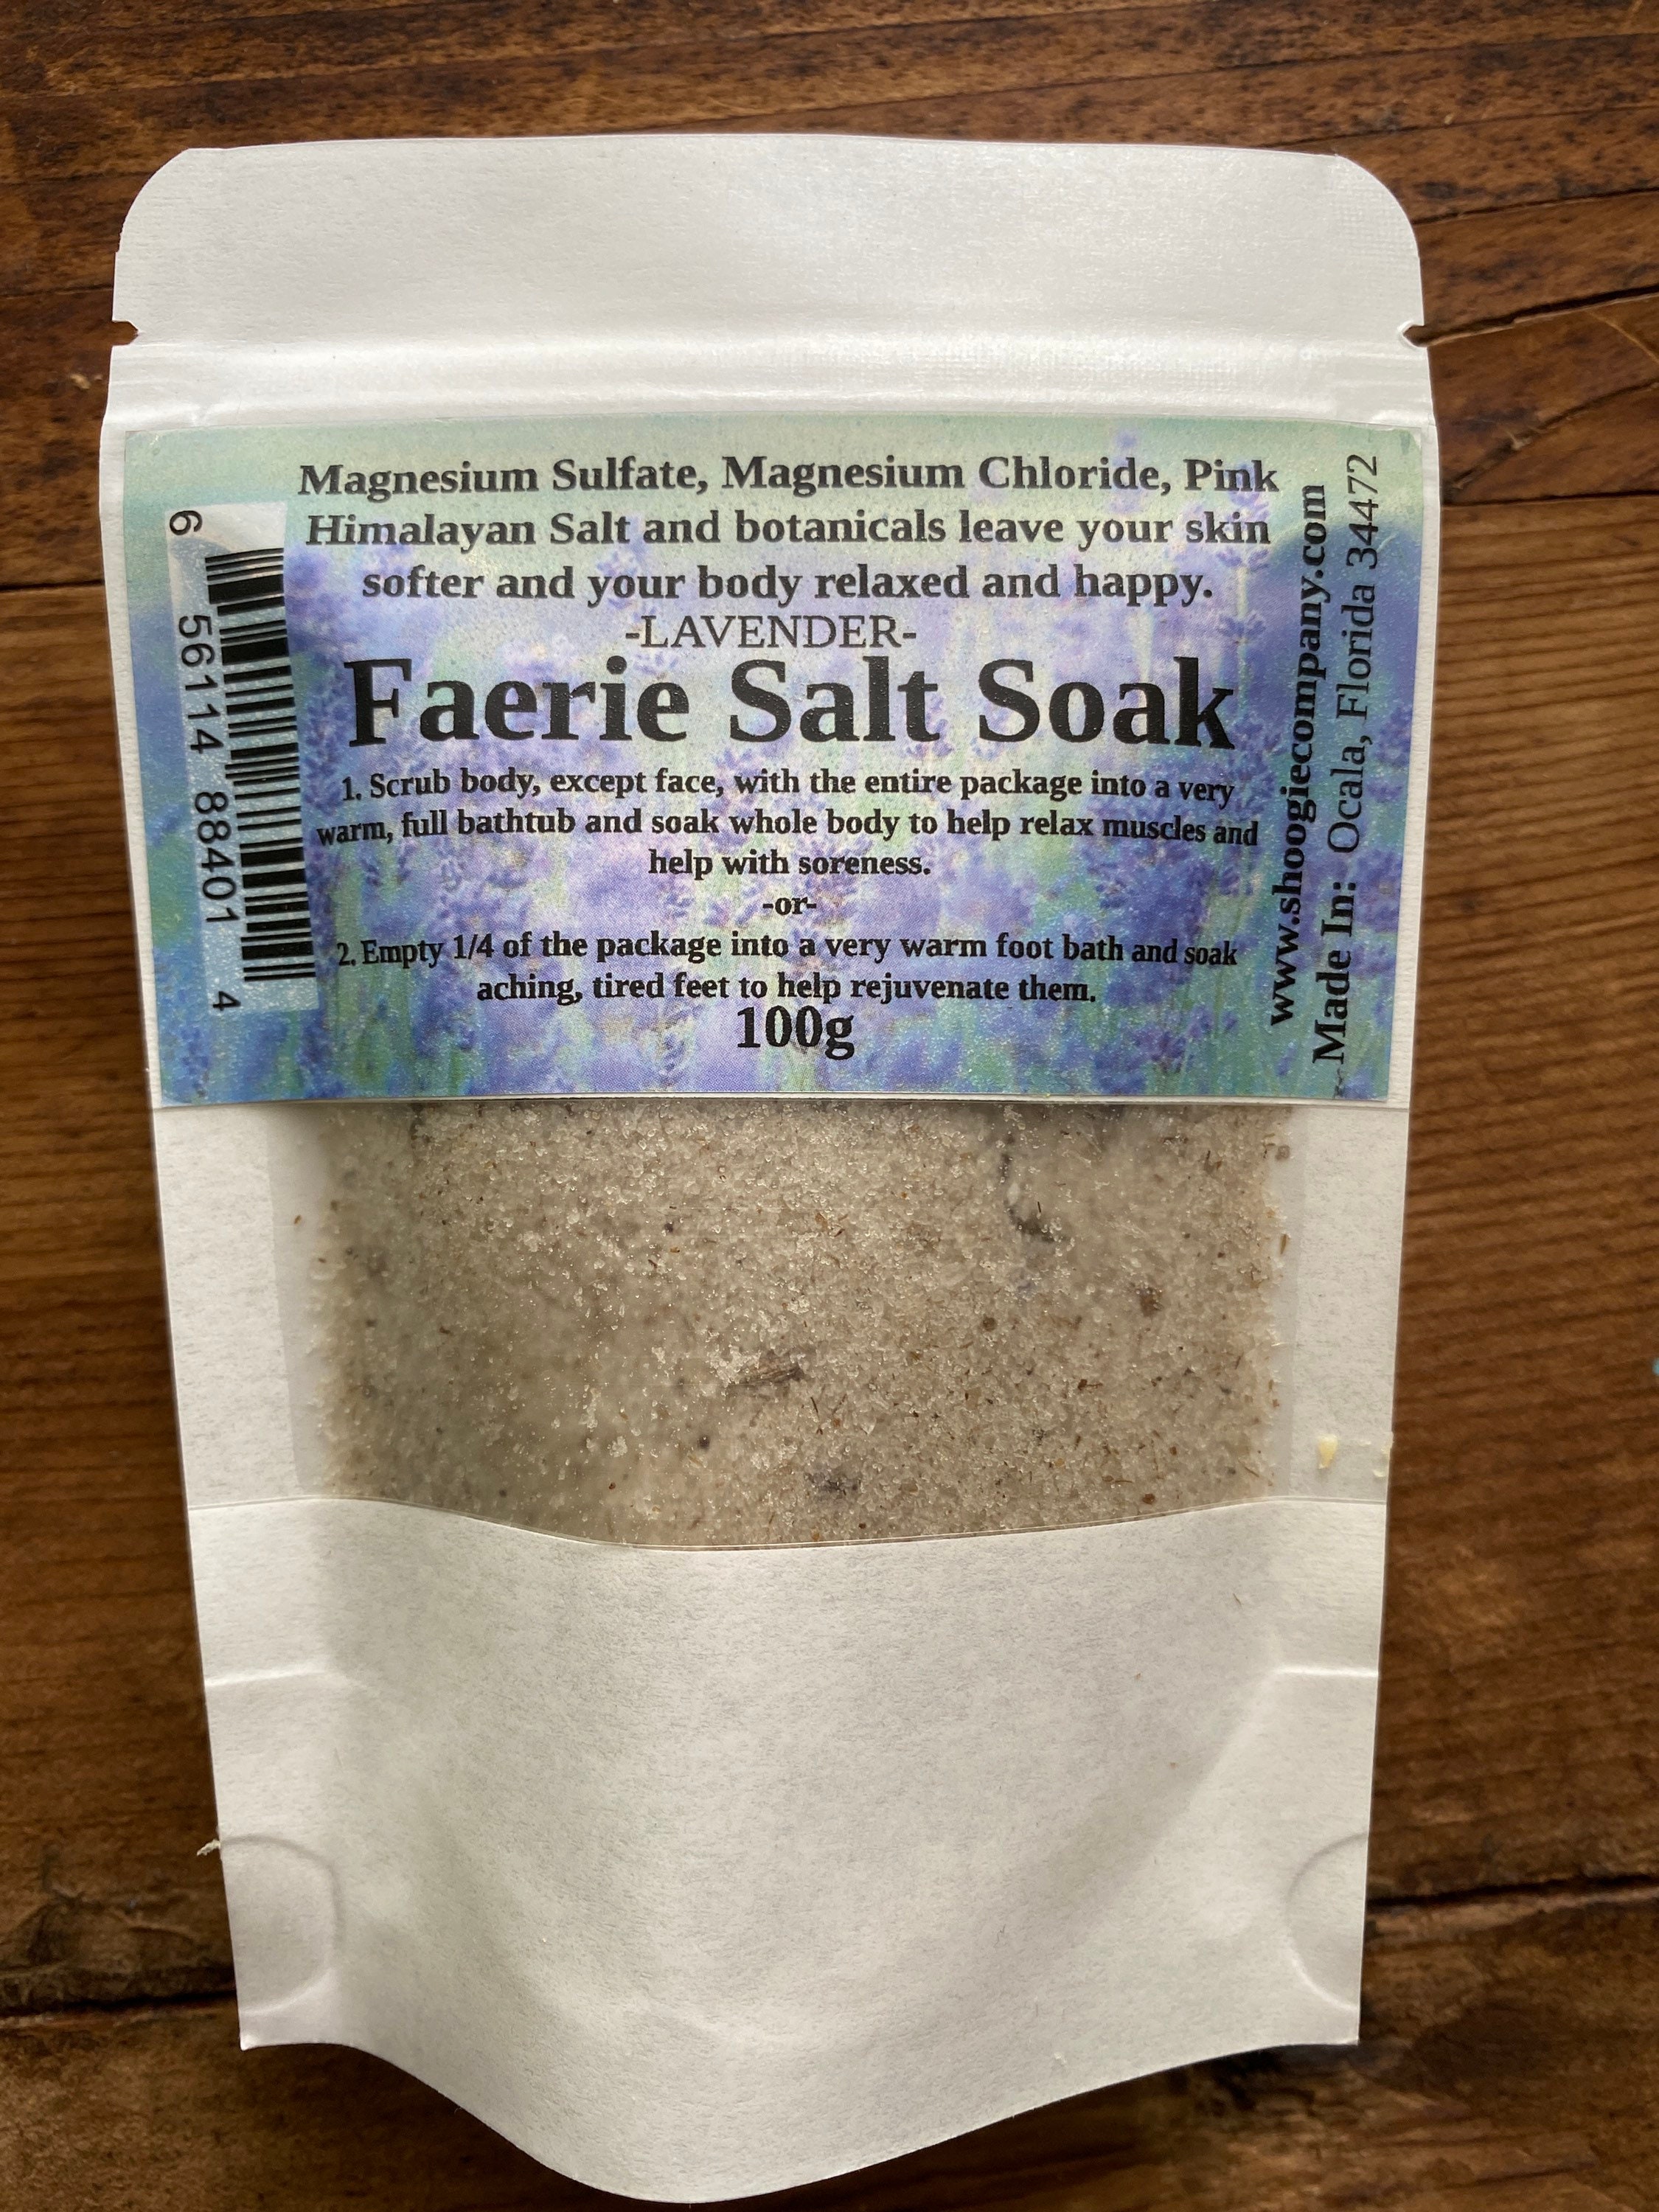 Magnesium Sulfate, Magnesium Chloride, Pink
Himalayan Salt and botanicals leave your skin
softer and your body relaxed and happy.
-LAVENDER-
Faerie Salt Soak
1. Scrub body, except face, with the entire package into a very
warm, full bathtub and soak whole body to help relax muscles and
help with soreness.
-or-
2. Empty 1/4 of the package into a very warm foot bath and soak
aching, tired feet to help rejuvenate them.
100g
6 56114 88401 4
www.shoogiecompany.com
Made In: Ocala, Florida 34472